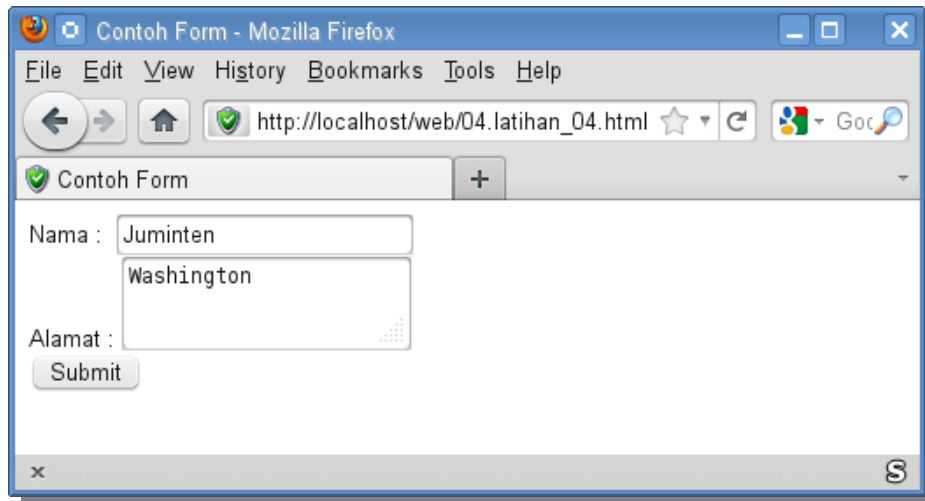 Contoh Form - Mozilla Firefox
File Edit View History Bookmarks Tools Help
http://localhost/web/04.latihan_04.html Goo
Contoh Form
Nama : Juminten
Washington
Alamat :
Submit
S